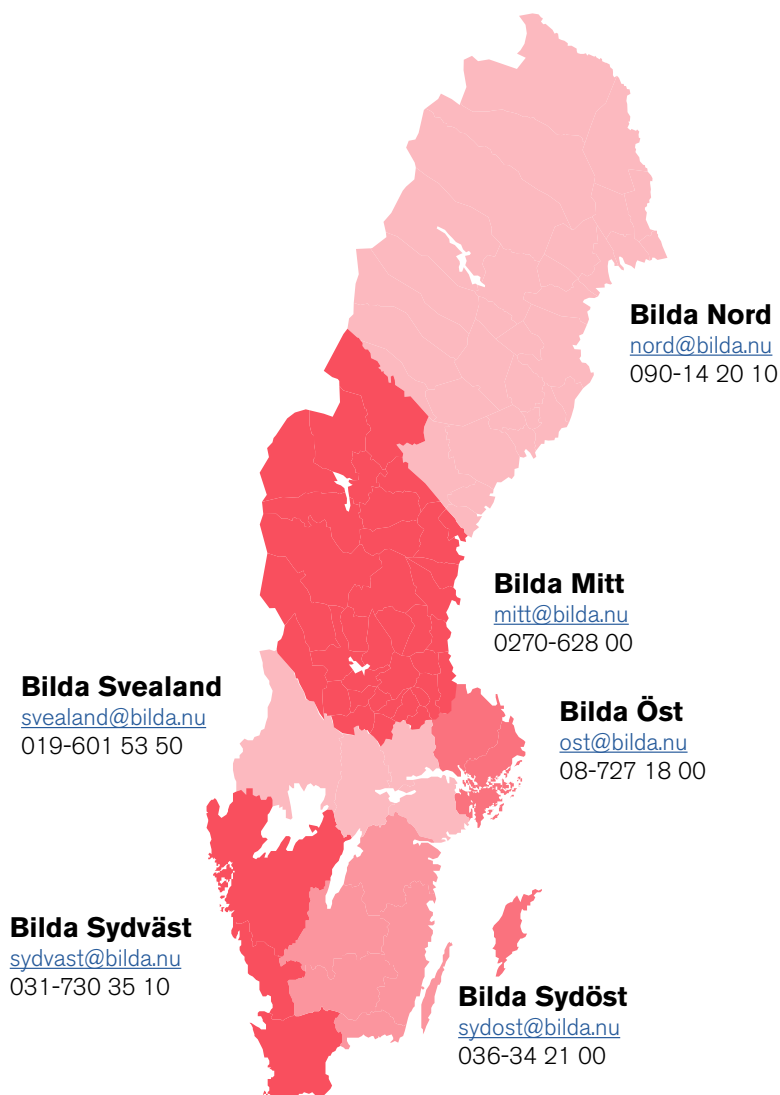 Bilda Nord
nord@bilda.nu
090-14 20 10
Bilda Mitt
mitt@bilda.nu
0270-628 00
Bilda Svealand
svealand@bilda.nu
019-601 53 50
Bilda Öst
ost@bilda.nu
08-727 18 00
Bilda Sydväst
sydvast@bilda.nu
031-730 35 10
Bilda Sydöst
sydost@bilda.nu
036-34 21 00